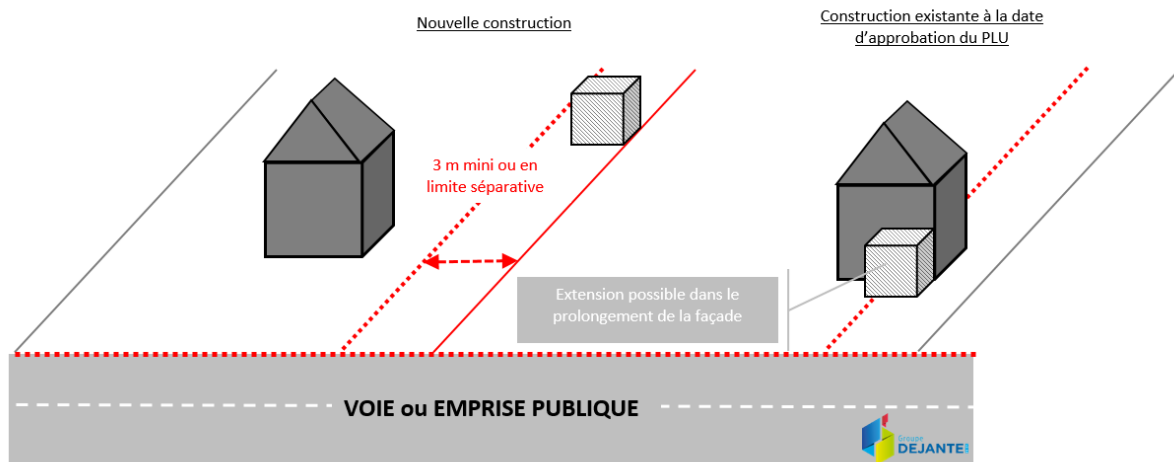 Nouvelle construction
Construction existante à la date
d'approbation du PLU
3 m mini ou en
limite séparative
Extension possible dans le
prolongement de la façade
VOIE ou EMPRISE PUBLIQUE
Groupe
DEJANTE